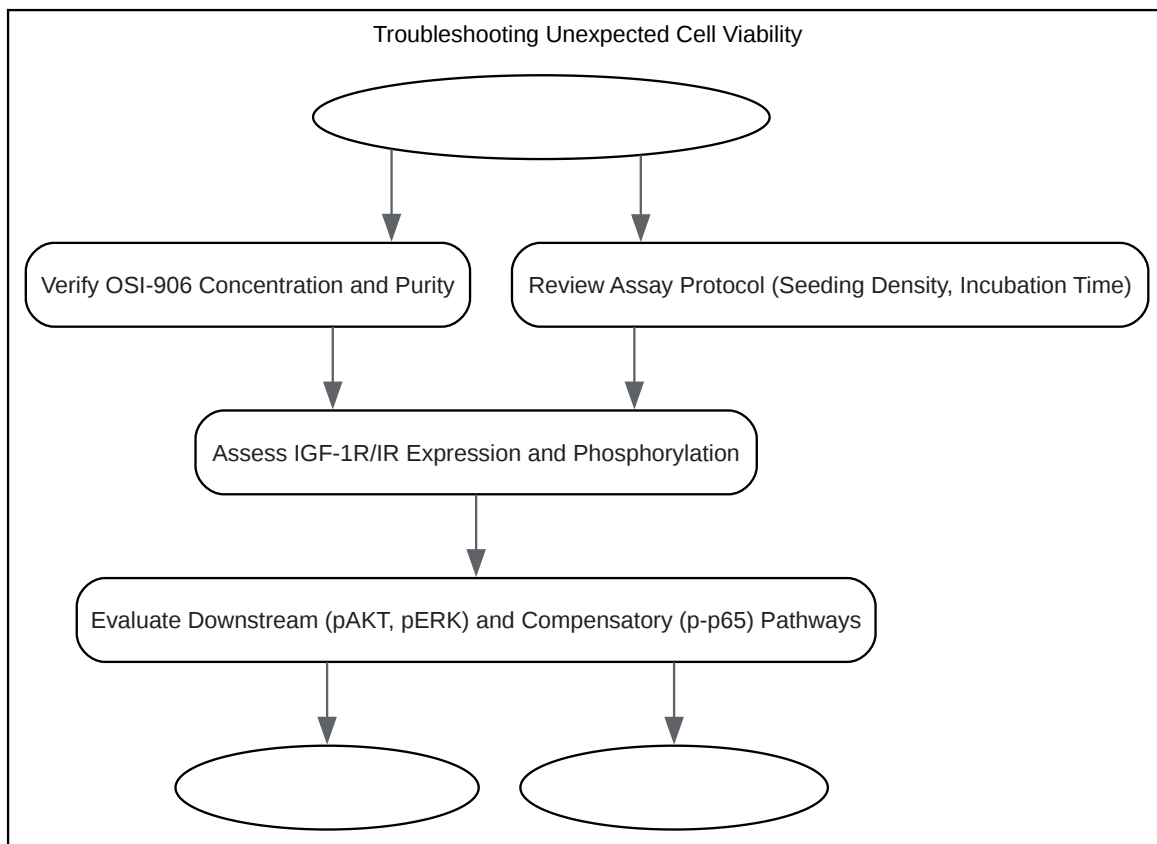 Troubleshooting Unexpected Cell Viability
Verify OSI-906 Concentration and Purity
Review Assay Protocol (Seeding Density, Incubation Time)
Assess IGF-1R/IR Expression and Phosphorylation
Evaluate Downstream (pAKT, pERK) and Compensatory (p-p65) Pathways